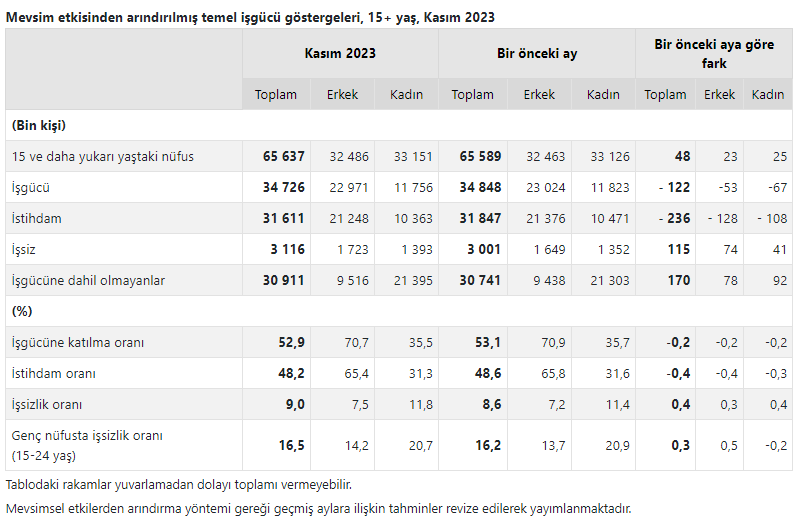 Mevsim etkisinden arındırılmış temel işgücü göstergeleri, 15+ yaş, Kasım 2023
Kasım 2023 Bir önceki ay Bir önceki aya göre
fark
Toplam Erkek Kadın Toplam Erkek Kadın Toplam Erkek Kadın
(Bin kişi)
15 ve daha yukarı yaştaki nüfus 65 637 32 486 33 151 65 589 32 463 33 126 48 23 25
İşgücü 34 726 22 971 11 756 34 848 23 024 11 823 - 122 -53 -67
İstihdam 31 611 21 248 10 363 31 847 21 376 10 471 - 236 - 128 - 108
İşsiz 3 116 1 723 1 393 3 001 1 649 1 352 115 74 41
İşgücüne dahil olmayanlar 30 911 9 516 21 395 30 741 9 438 21 303 170 78 92
(%)
İşgücüne katılma oranı 52,9 70,7 35,5 53,1 70,9 35,7 -0,2 -0,2 -0,2
İstihdam oranı 48,2 65,4 31,3 48,6 65,8 31,6 -0,4 -0,4 -0,3
İşsizlik oranı 9,0 7,5 11,8 8,6 7,2 11,4 0,4 0,3 0,4
Genç nüfusta işsizlik oranı
(15-24 yaş) 16,5 14,2 20,7 16,2 13,7 20,9 0,3 0,5 -0,2
Tablodaki rakamlar yuvarlamadan dolayı toplamı vermeyebilir.
Mevsimsel etkilerden arındırma yöntemi gereği geçmiş aylara ilişkin tahminler revize edilerek yayımlanmaktadır.